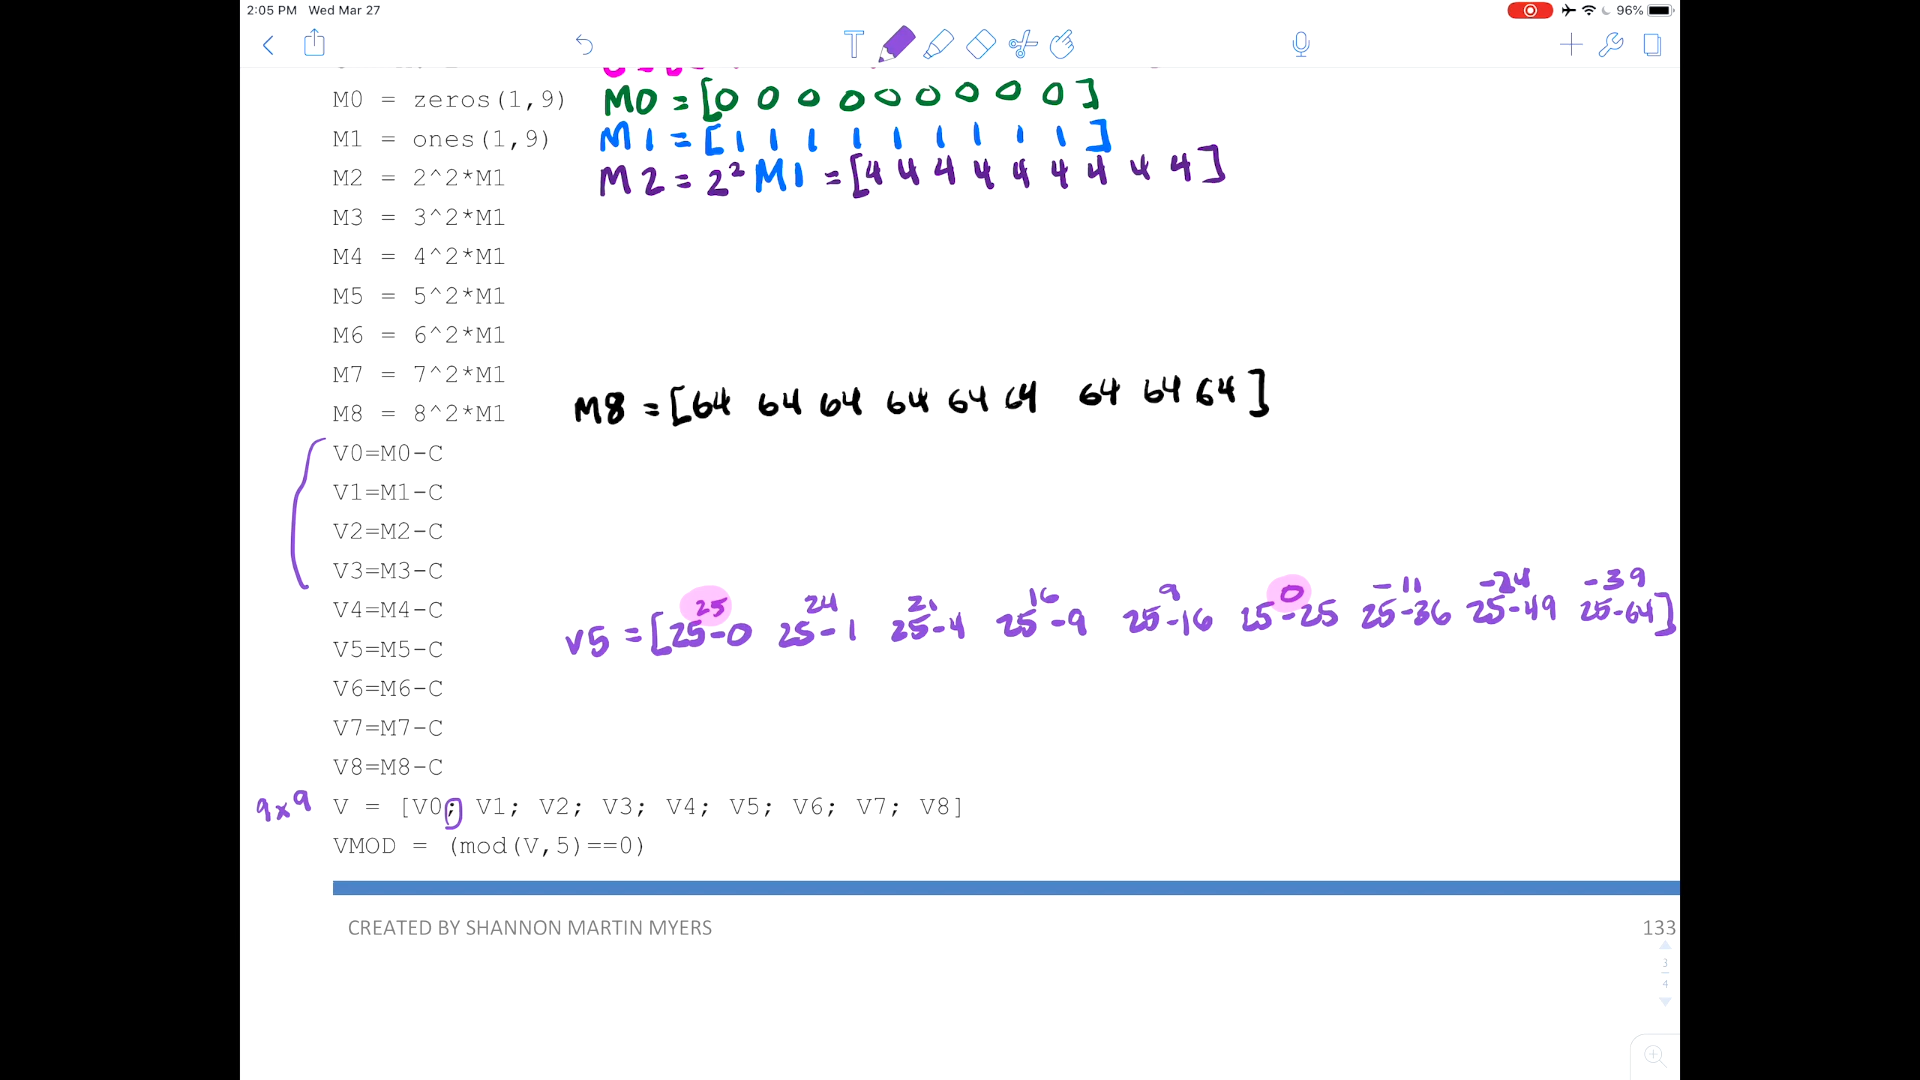 2:05 PM Wed Mar 27 96%
T
M0 = zeros(1,9) M0 = [0 0 0 0 0 0 0 0 0]
M1 = ones(1,9) M1 = [1 1 1 1 1 1 1 1 1]
M2 = 2^2*M1 M2 = 2² M1 = [4 4 4 4 4 4 4 4 4]
M3 = 3^2*M1
M4 = 4^2*M1
M5 = 5^2*M1
M6 = 6^2*M1
M7 = 7^2*M1
M8 = 8^2*M1 M8 = [64 64 64 64 64 64 64 64 64]
V0=M0-C
V1=M1-C
V2=M2-C
V3=M3-C
25 24 21 16 9 0 -11 -24 -39
V4=M4-C V5 = [25-0 25-1 25-4 25-9 25-16 25-25 25-36 25-49 25-64]
V5=M5-C
V6=M6-C
V7=M7-C
V8=M8-C
9x9 V = [V0; V1; V2; V3; V4; V5; V6; V7; V8]
VMOD = (mod(V,5)==0)
CREATED BY SHANNON MARTIN MYERS 133
3
4